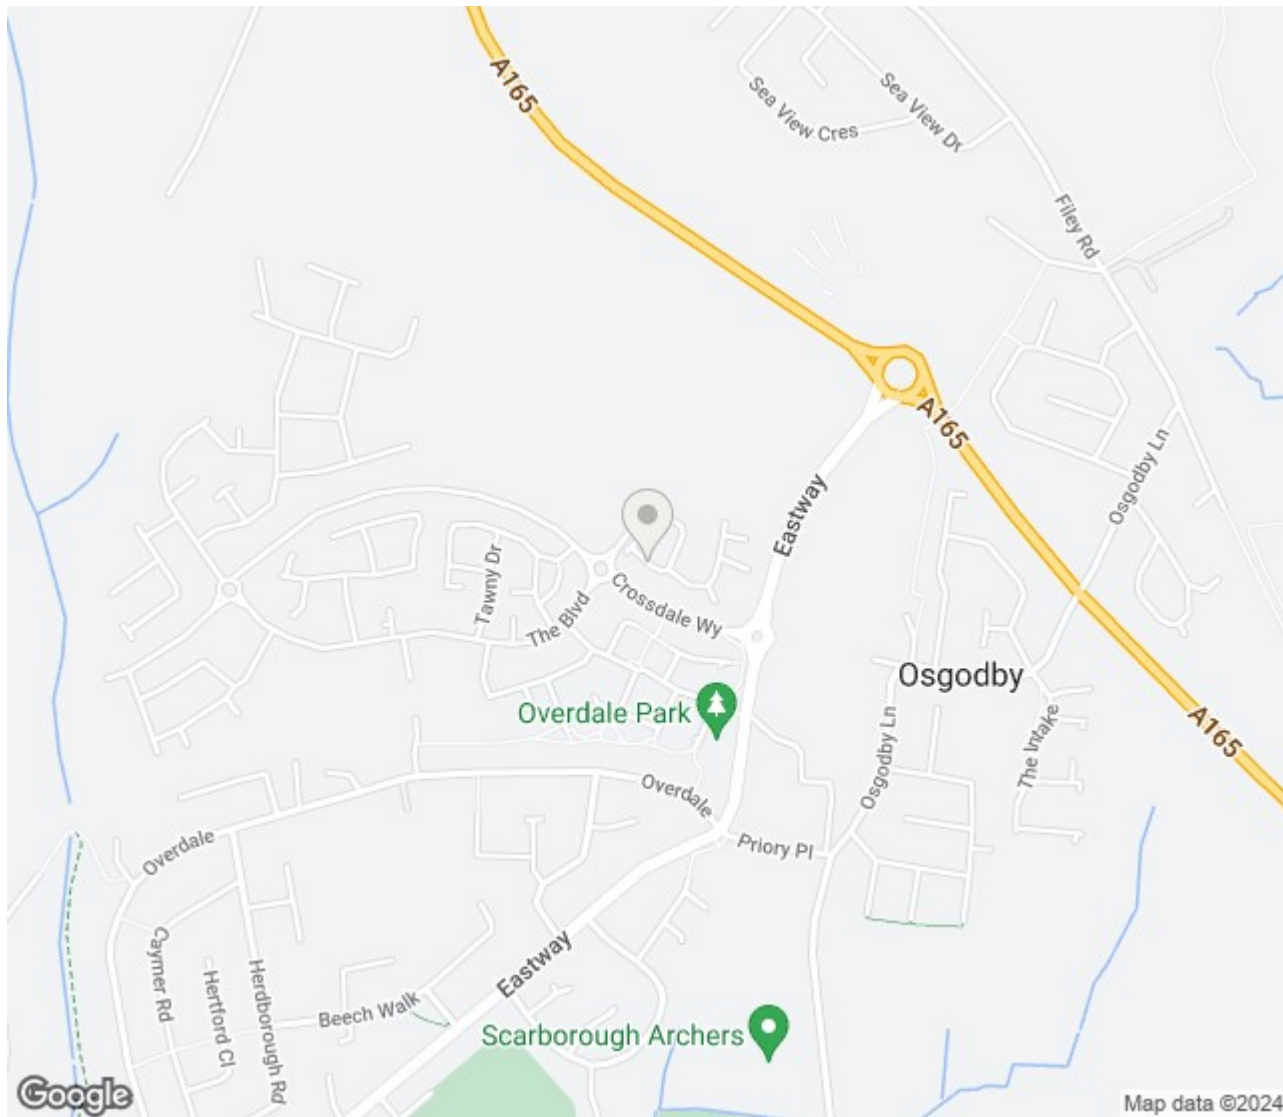 A165
Sea View Cres
Sea View Dr
Filey Rd
A165
Osgodby Ln
Eastway
Tawny Dr
The Blvd
Crossdale Wy
Osgodby
Overdale Park
Osgodby Ln
The Intake
A165
Overdale
Overdale
Priory Pl
Caymer Rd
Hertford Cl
Herdborough Rd
Beech Walk
Eastway
Scarborough Archers
Google
Map data ©2024